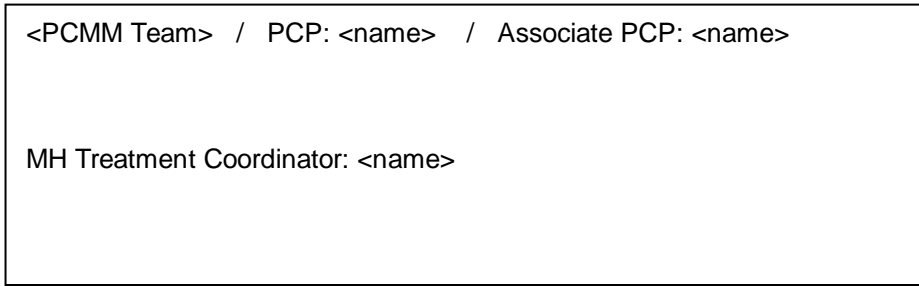 <PCMM Team> / PCP: <name> / Associate PCP: <name>
MH Treatment Coordinator: <name>